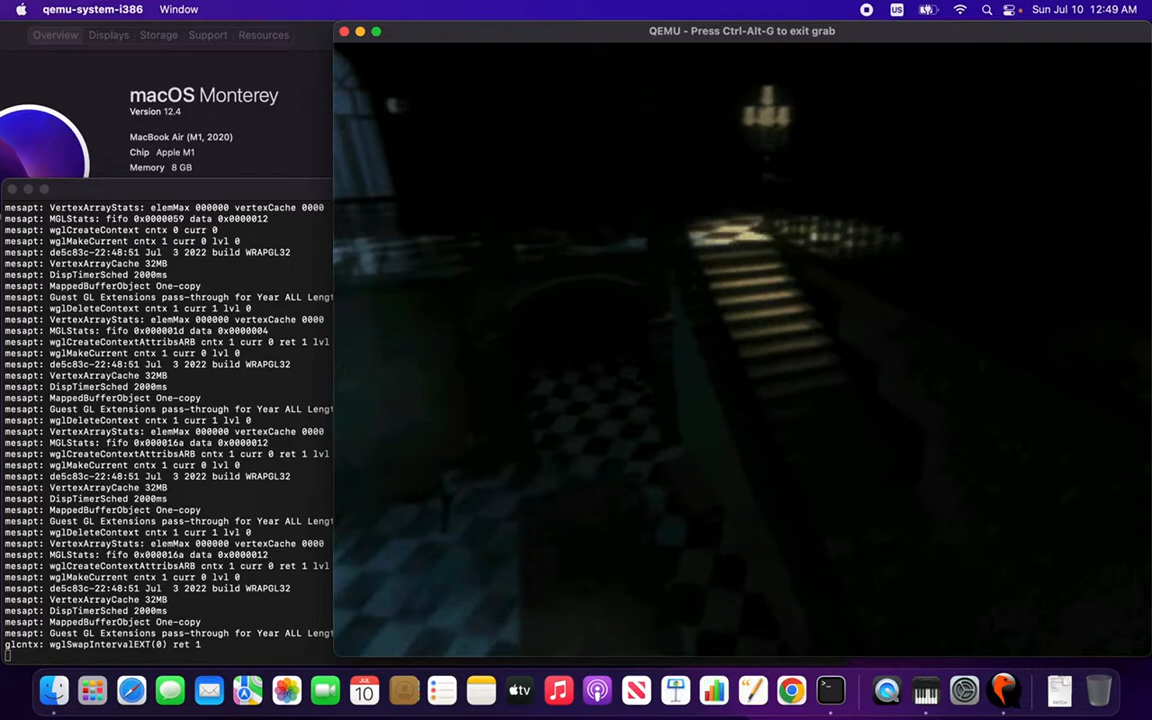 qemu-system-i386 Window
US
Sun Jul 10 12:49 AM
Overview Displays Storage Support Resources
QEMU - Press Ctrl-Alt-G to exit grab
macOS Monterey
Version 12.4
MacBook Air (M1, 2020)
Chip Apple M1
Memory 8 GB
mesapt: VertexArrayStats: elemMax 000000 vertexCache 0000
mesapt: MGLStats: fifo 0x0000059 data 0x0000012
mesapt: wglCreateContext cntx 0 curr 0
mesapt: wglMakeCurrent cntx 1 curr 0 lvl 0
mesapt: de5c83c-22:48:51 Jul 3 2022 build WRAPGL32
mesapt: VertexArrayCache 32MB
mesapt: DispTimerSched 2000ms
mesapt: MappedBufferObject One-copy
mesapt: Guest GL Extensions pass-through for Year ALL Lengt
mesapt: wglDeleteContext cntx 1 curr 1 lvl 0
mesapt: VertexArrayStats: elemMax 000000 vertexCache 0000
mesapt: MGLStats: fifo 0x000001d data 0x0000004
mesapt: wglCreateContextAttribsARB cntx 1 curr 0 ret 1 lvl
mesapt: wglMakeCurrent cntx 1 curr 0 lvl 0
mesapt: de5c83c-22:48:51 Jul 3 2022 build WRAPGL32
mesapt: VertexArrayCache 32MB
mesapt: DispTimerSched 2000ms
mesapt: MappedBufferObject One-copy
mesapt: Guest GL Extensions pass-through for Year ALL Lengt
mesapt: wglDeleteContext cntx 1 curr 1 lvl 0
mesapt: VertexArrayStats: elemMax 000000 vertexCache 0000
mesapt: MGLStats: fifo 0x000016a data 0x0000012
mesapt: wglCreateContextAttribsARB cntx 1 curr 0 ret 1 lvl
mesapt: wglMakeCurrent cntx 1 curr 0 lvl 0
mesapt: de5c83c-22:48:51 Jul 3 2022 build WRAPGL32
mesapt: VertexArrayCache 32MB
mesapt: DispTimerSched 2000ms
mesapt: MappedBufferObject One-copy
mesapt: Guest GL Extensions pass-through for Year ALL Lengt
mesapt: wglDeleteContext cntx 1 curr 1 lvl 0
mesapt: VertexArrayStats: elemMax 000000 vertexCache 0000
mesapt: MGLStats: fifo 0x000016a data 0x0000012
mesapt: wglCreateContextAttribsARB cntx 1 curr 0 ret 1 lvl
mesapt: wglMakeCurrent cntx 1 curr 0 lvl 0
mesapt: de5c83c-22:48:51 Jul 3 2022 build WRAPGL32
mesapt: VertexArrayCache 32MB
mesapt: DispTimerSched 2000ms
mesapt: MappedBufferObject One-copy
mesapt: Guest GL Extensions pass-through for Year ALL Lengt
glcntx: wglSwapIntervalEXT(0) ret 1
JUL
10
tv